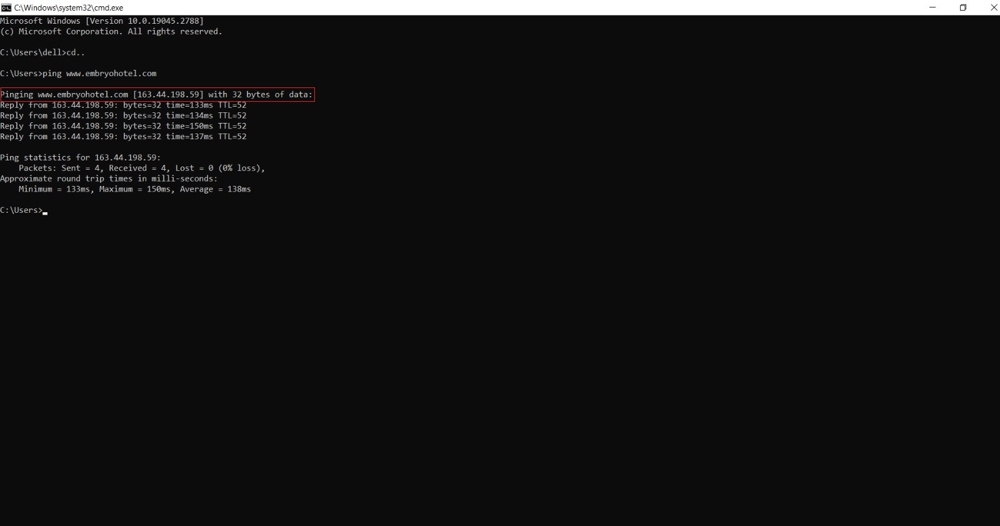 C:\Windows\system32\cmd.exe
Microsoft Windows [Version 10.0.19045.2788]
(c) Microsoft Corporation. All rights reserved.
C:\Users\dell>cd..
C:\Users>ping www.embryohotel.com
Pinging www.embryohotel.com [163.44.198.59] with 32 bytes of data:
Reply from 163.44.198.59: bytes=32 time=133ms TTL=52
Reply from 163.44.198.59: bytes=32 time=134ms TTL=52
Reply from 163.44.198.59: bytes=32 time=150ms TTL=52
Reply from 163.44.198.59: bytes=32 time=137ms TTL=52
Ping statistics for 163.44.198.59:
    Packets: Sent = 4, Received = 4, Lost = 0 (0% loss),
Approximate round trip times in milli-seconds:
    Minimum = 133ms, Maximum = 150ms, Average = 138ms
C:\Users>